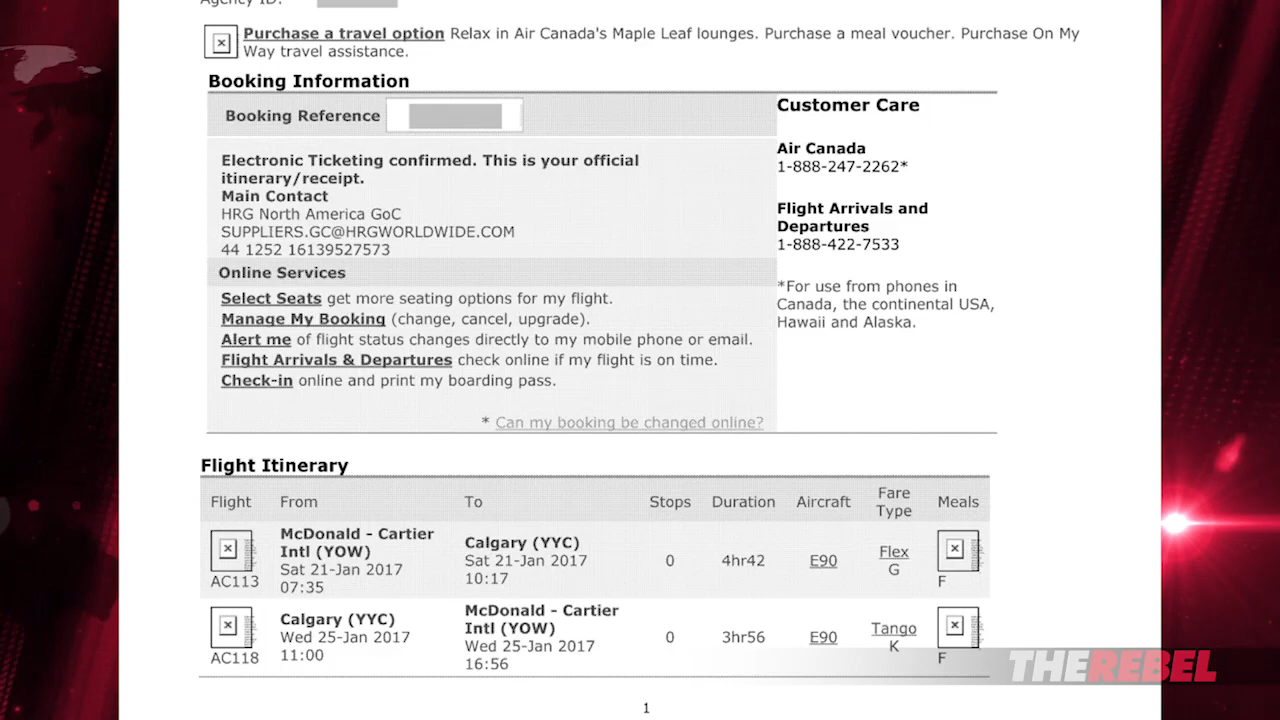 Agency ID:
Purchase a travel option Relax in Air Canada's Maple Leaf lounges. Purchase a meal voucher. Purchase On My
Way travel assistance.
Booking Information
Booking Reference
Electronic Ticketing confirmed. This is your official
itinerary/receipt.
Main Contact
HRG North America GoC
SUPPLIERS.GC@HRGWORLDWIDE.COM
44 1252 16139527573
Online Services
Select Seats get more seating options for my flight.
Manage My Booking (change, cancel, upgrade).
Alert me of flight status changes directly to my mobile phone or email.
Flight Arrivals & Departures check online if my flight is on time.
Check-in online and print my boarding pass.
* Can my booking be changed online?
Customer Care
Air Canada
1-888-247-2262*
Flight Arrivals and
Departures
1-888-422-7533
*For use from phones in
Canada, the continental USA,
Hawaii and Alaska.
Flight Itinerary
Flight From To Stops Duration Aircraft Fare Type Meals
AC113
McDonald - Cartier
Intl (YOW)
Sat 21-Jan 2017
07:35
Calgary (YYC)
Sat 21-Jan 2017
10:17
0
4hr42
E90
Flex
G
F
AC118
Calgary (YYC)
Wed 25-Jan 2017
11:00
McDonald - Cartier
Intl (YOW)
Wed 25-Jan 2017
16:56
0
3hr56
E90
Tango
K
F
THEREBEL
1